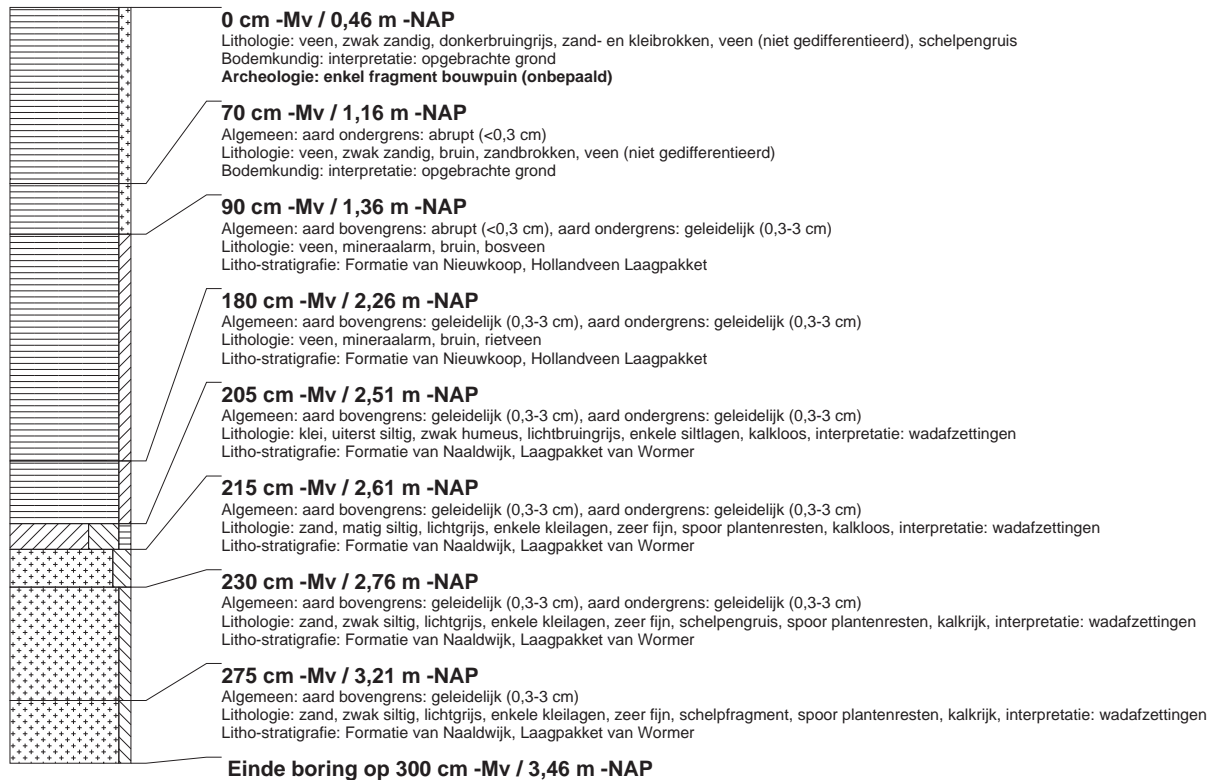 0 cm -Mv / 0,46 m -NAP
Lithologie: veen, zwak zandig, donkerbruingrijs, zand- en kleibrokken, veen (niet gedifferentieerd), schelpengruis
Bodemkundig: interpretatie: opgebrachte grond
Archeologie: enkel fragment bouwpuin (onbepaald)
70 cm -Mv / 1,16 m -NAP
Algemeen: aard ondergrens: abrupt (<0,3 cm)
Lithologie: veen, zwak zandig, bruin, zandbrokken, veen (niet gedifferentieerd)
Bodemkundig: interpretatie: opgebrachte grond
90 cm -Mv / 1,36 m -NAP
Algemeen: aard bovengrens: abrupt (<0,3 cm), aard ondergrens: geleidelijk (0,3-3 cm)
Lithologie: veen, mineraalarm, bruin, bosveen
Litho-stratigrafie: Formatie van Nieuwkoop, Hollandveen Laagpakket
180 cm -Mv / 2,26 m -NAP
Algemeen: aard bovengrens: geleidelijk (0,3-3 cm), aard ondergrens: geleidelijk (0,3-3 cm)
Lithologie: veen, mineraalarm, bruin, rietveen
Litho-stratigrafie: Formatie van Nieuwkoop, Hollandveen Laagpakket
205 cm -Mv / 2,51 m -NAP
Algemeen: aard bovengrens: geleidelijk (0,3-3 cm), aard ondergrens: geleidelijk (0,3-3 cm)
Lithologie: klei, uiterst siltig, zwak humeus, lichtbruingrijs, enkele siltlagen, kalkloos, interpretatie: wadafzettingen
Litho-stratigrafie: Formatie van Naaldwijk, Laagpakket van Wormer
215 cm -Mv / 2,61 m -NAP
Algemeen: aard bovengrens: geleidelijk (0,3-3 cm), aard ondergrens: geleidelijk (0,3-3 cm)
Lithologie: zand, matig siltig, lichtgrijs, enkele kleilagen, zeer fijn, spoor plantenresten, kalkloos, interpretatie: wadafzettingen
Litho-stratigrafie: Formatie van Naaldwijk, Laagpakket van Wormer
230 cm -Mv / 2,76 m -NAP
Algemeen: aard bovengrens: geleidelijk (0,3-3 cm), aard ondergrens: geleidelijk (0,3-3 cm)
Lithologie: zand, zwak siltig, lichtgrijs, enkele kleilagen, zeer fijn, schelpengruis, spoor plantenresten, kalkrijk, interpretatie: wadafzettingen
Litho-stratigrafie: Formatie van Naaldwijk, Laagpakket van Wormer
275 cm -Mv / 3,21 m -NAP
Algemeen: aard bovengrens: geleidelijk (0,3-3 cm)
Lithologie: zand, zwak siltig, lichtgrijs, enkele kleilagen, zeer fijn, schelpfragment, spoor plantenresten, kalkrijk, interpretatie: wadafzettingen
Litho-stratigrafie: Formatie van Naaldwijk, Laagpakket van Wormer
Einde boring op 300 cm -Mv / 3,46 m -NAP